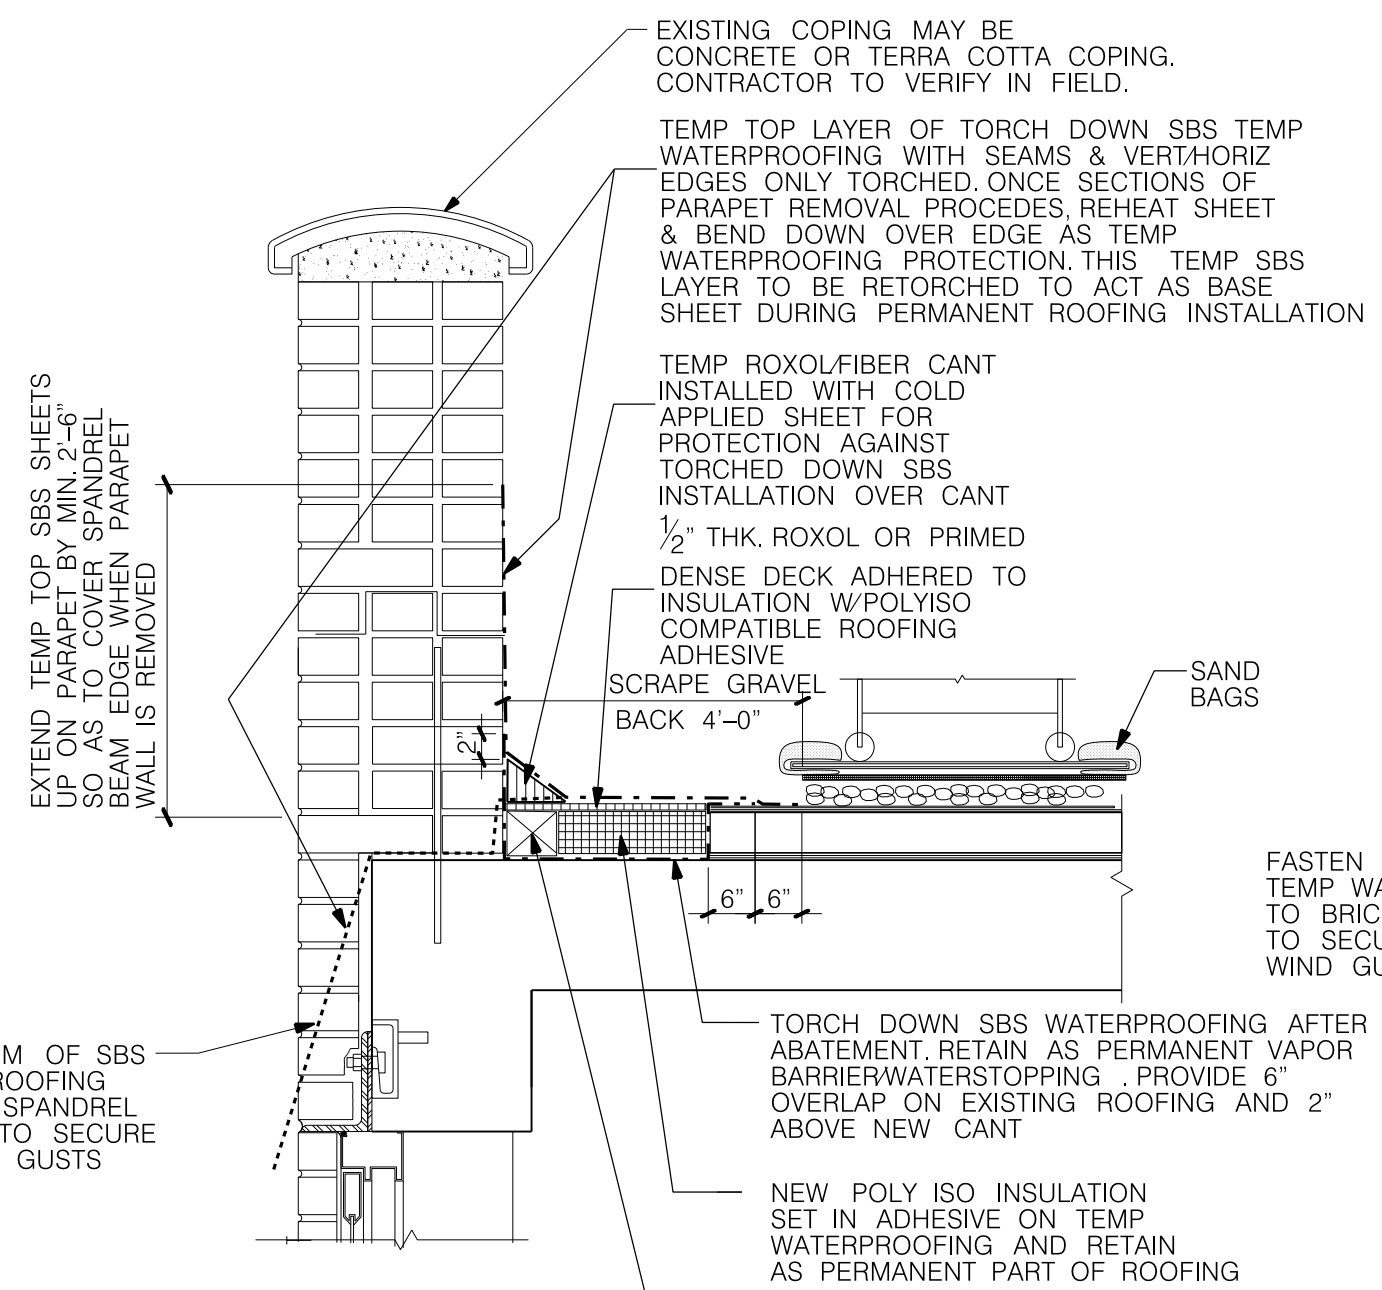 EXISTING COPING MAY BE
CONCRETE OR TERRA COTTA COPING.
CONTRACTOR TO VERIFY IN FIELD.
TEMP TOP LAYER OF TORCH DOWN SBS TEMP
WATERPROOFING WITH SEAMS & VERT/HORIZ
EDGES ONLY TORCHED. ONCE SECTIONS OF
PARAPET REMOVAL PROCEDES, REHEAT SHEET
& BEND DOWN OVER EDGE AS TEMP
WATERPROOFING PROTECTION. THIS TEMP SBS
LAYER TO BE RETORCHED TO ACT AS BASE
SHEET DURING PERMANENT ROOFING INSTALLATION
TEMP ROXOL/FIBER CANT
INSTALLED WITH COLD
APPLIED SHEET FOR
PROTECTION AGAINST
TORCHED DOWN SBS
INSTALLATION OVER CANT
1/2" THK. ROXOL OR PRIMED
DENSE DECK ADHERED TO
INSULATION W/POLYISO
COMPATIBLE ROOFING
ADHESIVE
EXTEND TEMP TOP SBS SHEETS
UP ON PARAPET BY MIN. 2'-6"
SO AS TO COVER SPANDREL
BEAM EDGE WHEN PARAPET
WALL IS REMOVED
SCRAPE GRAVEL
BACK 4'-0"
SAND
BAGS
2"
6" 6"
FASTEN
TEMP WA
TO BRIC
TO SECU
WIND GU
M OF SBS
ROOFING
SPANDREL
TO SECURE
GUSTS
TORCH DOWN SBS WATERPROOFING AFTER
ABATEMENT. RETAIN AS PERMANENT VAPOR
BARRIER/WATERSTOPPING . PROVIDE 6"
OVERLAP ON EXISTING ROOFING AND 2"
ABOVE NEW CANT
NEW POLY ISO INSULATION
SET IN ADHESIVE ON TEMP
WATERPROOFING AND RETAIN
AS PERMANENT PART OF ROOFING